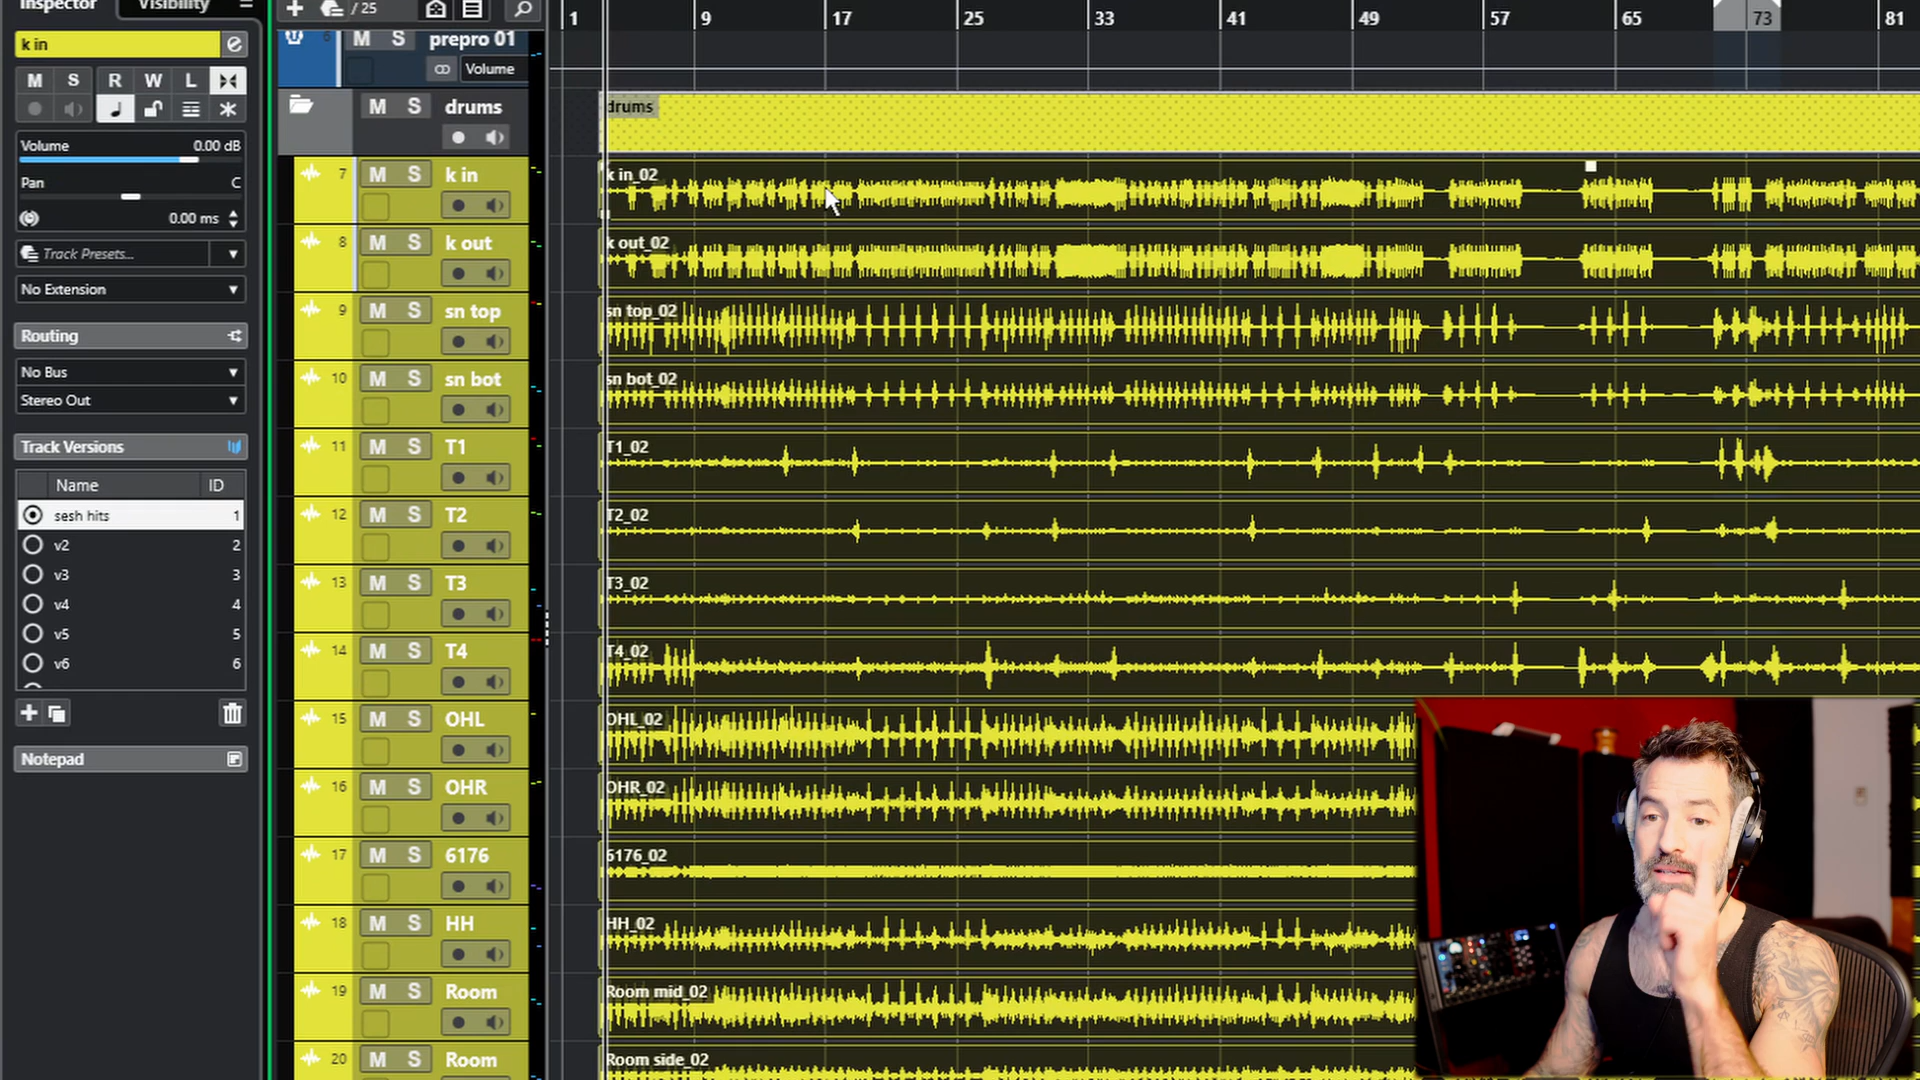 Inspector
Visibility
k in
M S R W L
Volume 0.00 dB
Pan C
0.00 ms
Track Presets...
No Extension
Routing
No Bus
Stereo Out
Track Versions
Name ID
sesh hits 1
v2 2
v3 3
v4 4
v5 5
v6 6
Notepad
/ 25
1 9 17 25 33 41 49 57 65 73 81
6 M S prepro 01
Volume
M S drums
drums
7 M S k in
k in_02
8 M S k out
k out_02
9 M S sn top
sn top_02
10 M S sn bot
sn bot_02
11 M S T1
T1_02
12 M S T2
T2_02
13 M S T3
T3_02
14 M S T4
T4_02
15 M S OHL
OHL_02
16 M S OHR
OHR_02
17 M S 6176
6176_02
18 M S HH
HH_02
19 M S Room
Room mid_02
20 M S Room
Room side_02